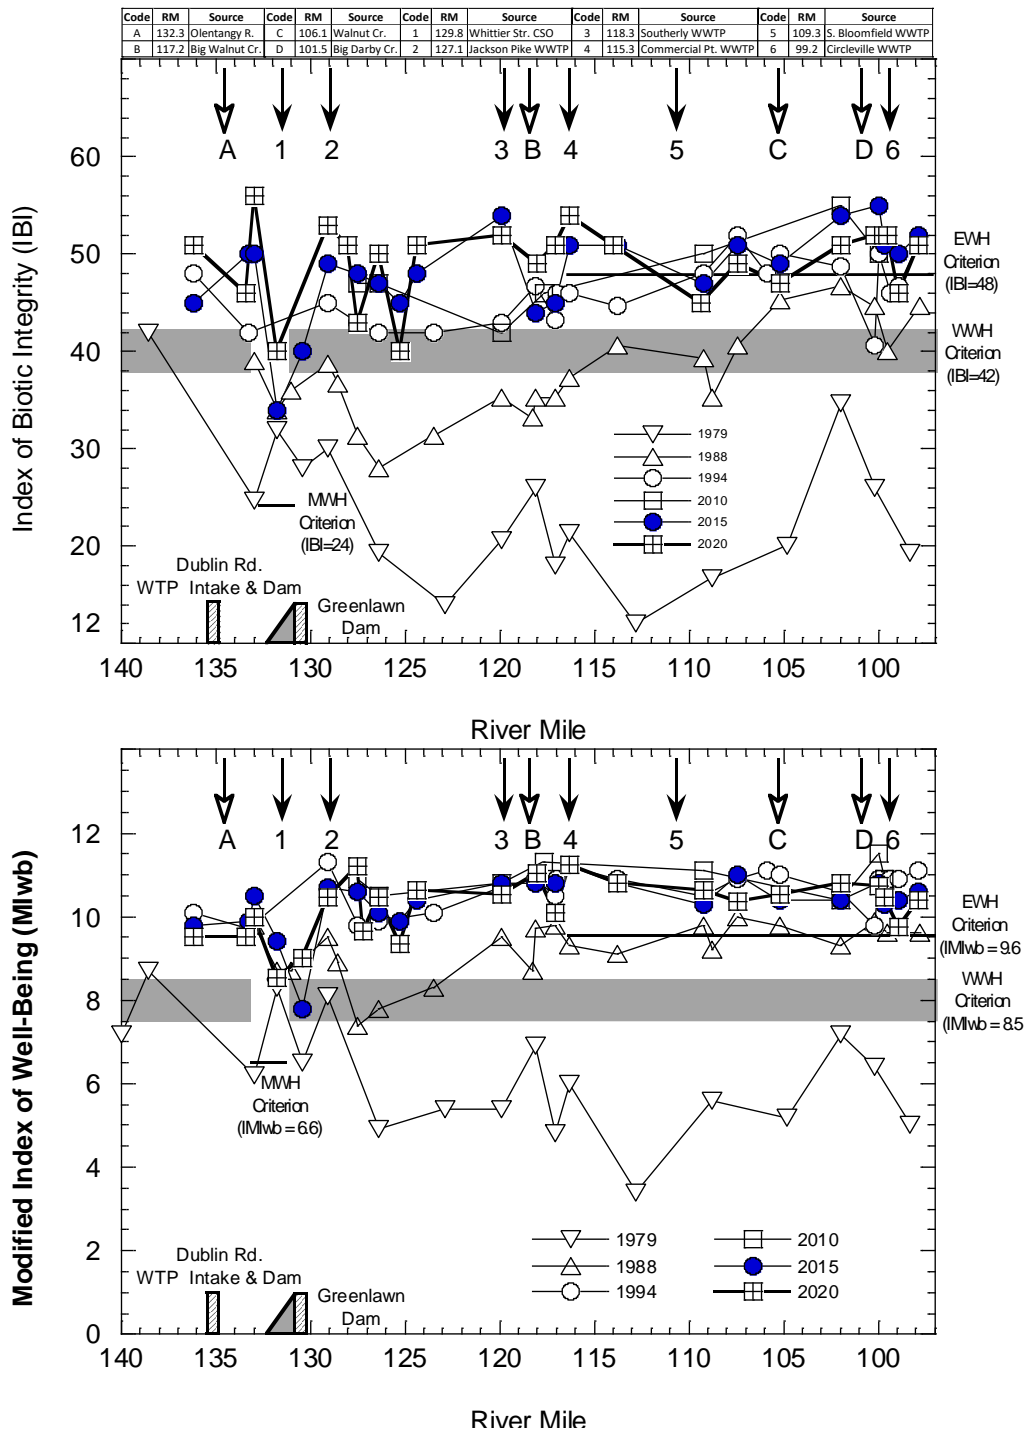 Code RM Source Code RM Source Code RM Source Code RM Source Code RM Source
A 132.3 Olentangy R. C 106.1 Walnut Cr. 1 129.8 Whittier Str. CSO 3 118.3 Southerly WWTP 5 109.3 S. Bloomfield WWTP
B 117.2 Big Walnut Cr. D 101.5 Big Darby Cr. 2 127.1 Jackson Pike WWTP 4 115.3 Commercial Pt. WWTP 6 99.2 Circleville WWTP
A 1 2 3 B 4 5 C D 6
Index of Biotic Integrity (IBI)
60
50
40
30
20
12
EWH
Criterion
(IBI=48)
WWH
Criterion
(IBI=42)
1979
1988
1994
2010
2015
2020
MWH
Criterion
(IBI=24)
Dublin Rd.
WTP Intake & Dam
Greenlawn
Dam
140 135 130 125 120 115 110 105 100
River Mile
A 1 2 3 B 4 5 C D 6
Modified Index of Well-Being (MIwb)
12
10
8
6
4
2
0
EWH
Criterion
(IMIwb = 9.6
WWH
Criterion
(IMIwb = 8.5
MWH
Criterion
(IMIwb = 6.6)
1979
1988
1994
2010
2015
2020
Dublin Rd.
WTP Intake & Dam
Greenlawn
Dam
140 135 130 125 120 115 110 105 100
River Mile